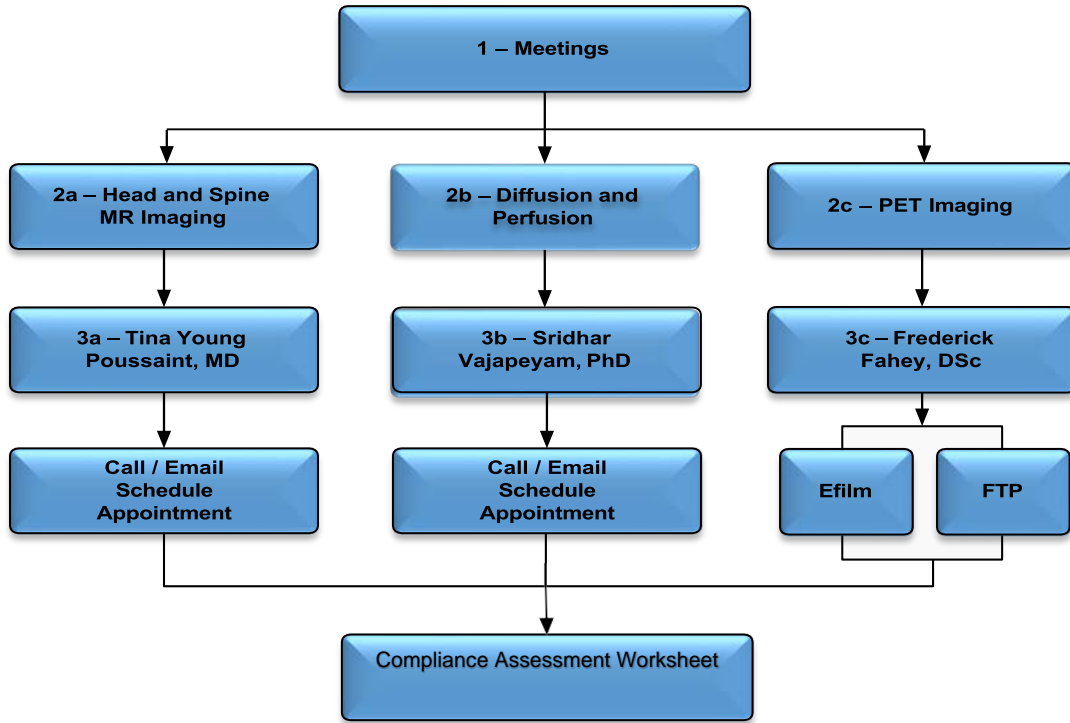 1 – Meetings
2a – Head and Spine
MR Imaging
2b – Diffusion and
Perfusion
2c – PET Imaging
3a – Tina Young
Poussaint, MD
3b – Sridhar
Vajapeyam, PhD
3c – Frederick
Fahey, DSc
Call / Email
Schedule
Appointment
Call / Email
Schedule
Appointment
Efilm
FTP
Compliance Assessment Worksheet